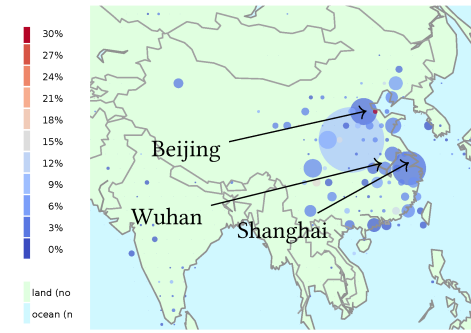 30%
27%
24%
21%
18%
15%
12%
9%
6%
3%
0%
land (no
ocean (n
Beijing
Wuhan
Shanghai